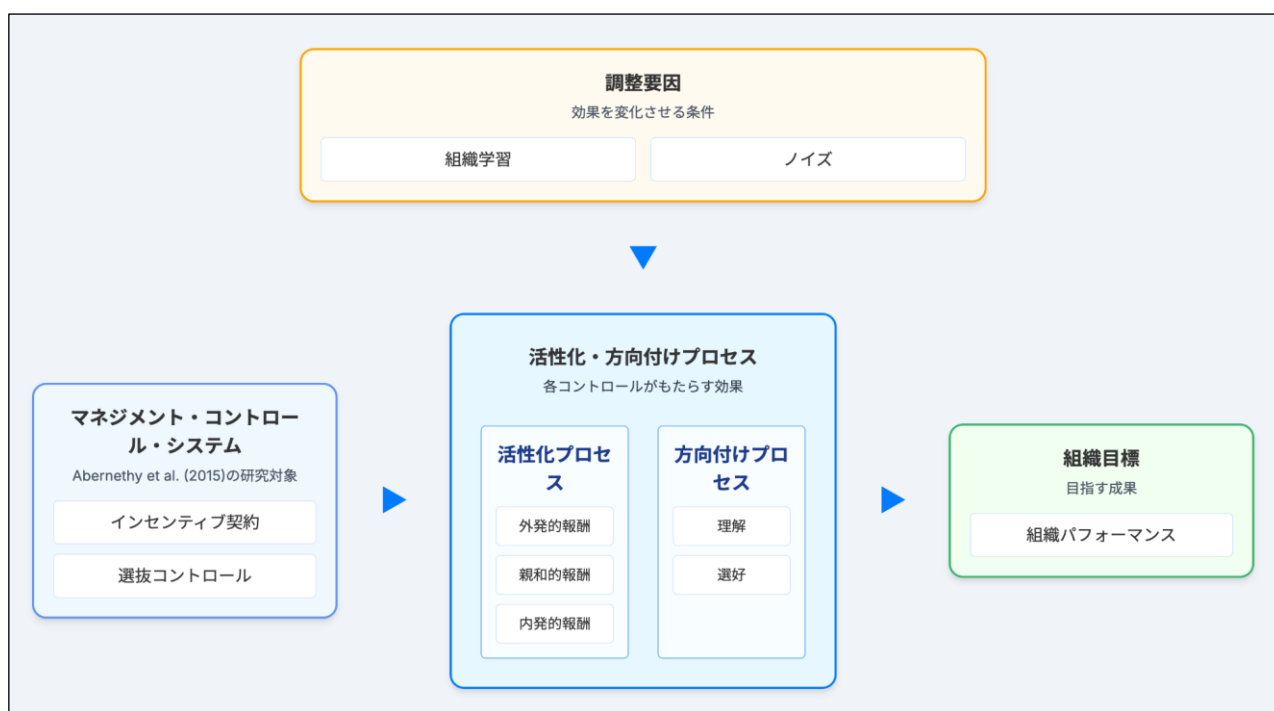 調整要因
効果を変化させる条件
組織学習
ノイズ
活性化・方向付けプロセス
各コントロールがもたらす効果
マネジメント・コントロー
ル・システム
Abernethy et al. (2015)の研究対象
インセンティブ契約
選抜コントロール
活性化プロセ
ス
外発的報酬
親和的報酬
内発的報酬
方向付けプロ
セス
理解
選好
組織目標
目指す成果
組織パフォーマンス